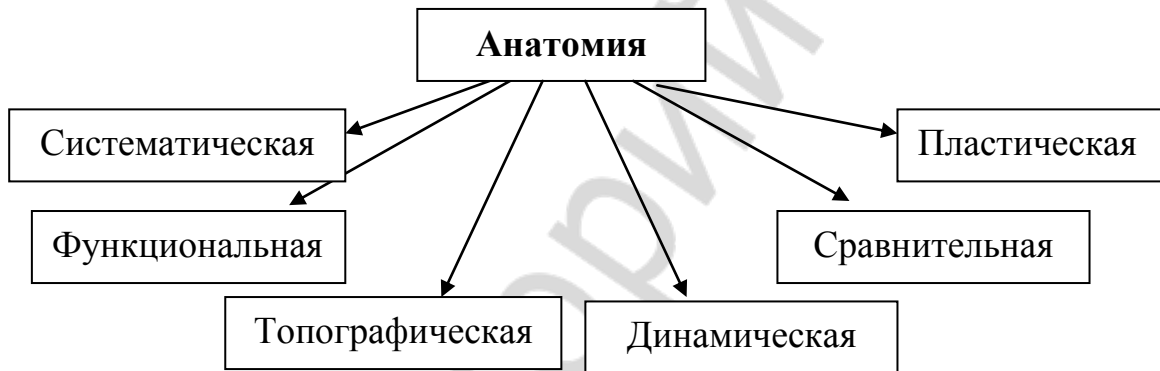 Анатомия
Систематическая
Пластическая
Функциональная
Сравнительная
Топографическая
Динамическая